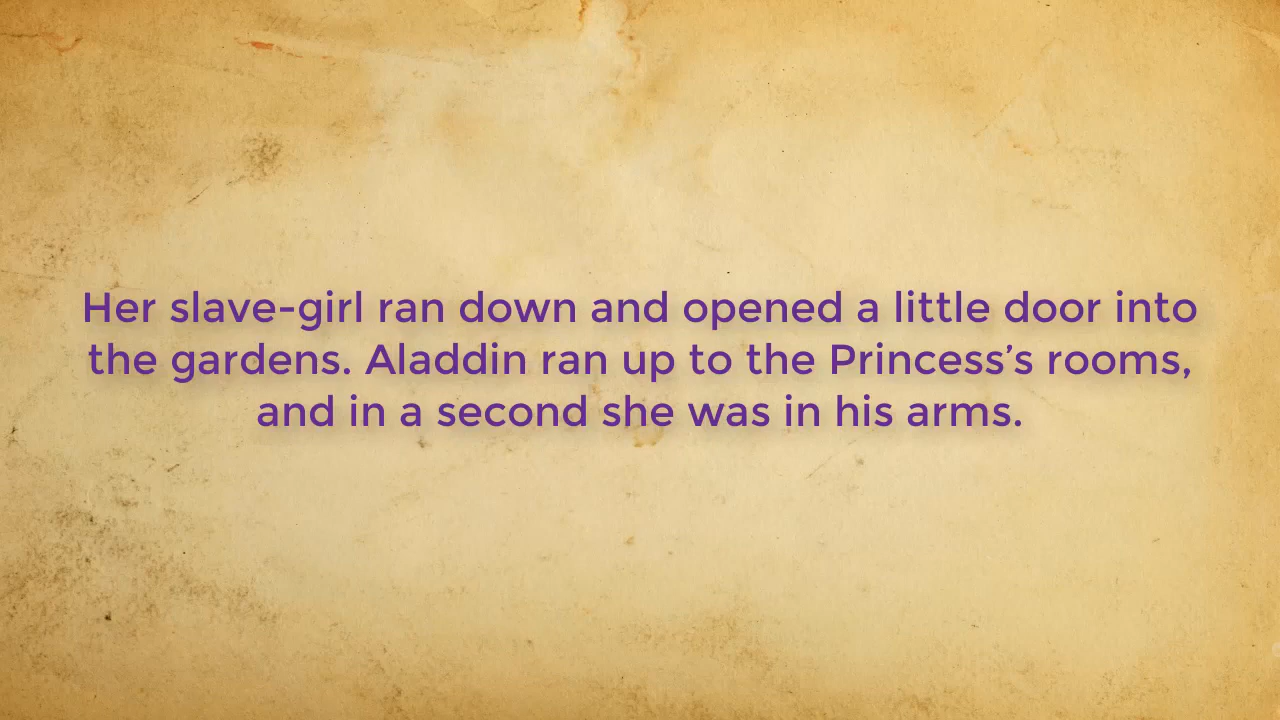 Her slave-girl ran down and opened a little door into
the gardens. Aladdin ran up to the Princess’s rooms,
and in a second she was in his arms.